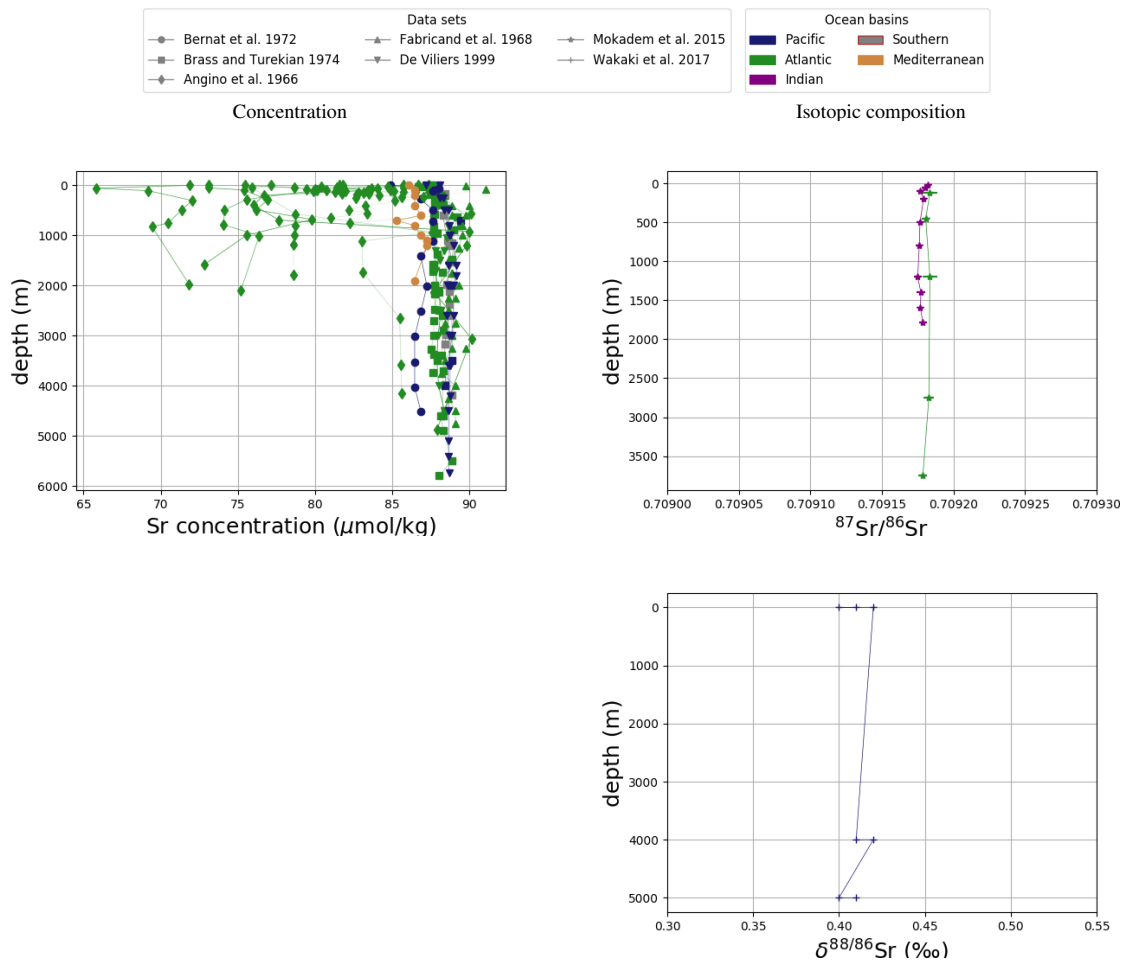 Data sets
Bernat et al. 1972
Brass and Turekian 1974
Angino et al. 1966
Fabricand et al. 1968
De Viliers 1999
Mokadem et al. 2015
Wakaki et al. 2017
Ocean basins
Pacific
Atlantic
Indian
Southern
Mediterranean
Concentration
Isotopic composition
0
1000
2000
3000
4000
5000
6000
depth (m)
65 70 75 80 85 90
Sr concentration (μmol/kg)
0
500
1000
1500
2000
2500
3000
3500
depth (m)
0.70900 0.70905 0.70910 0.70915 0.70920 0.70925 0.70930
⁸⁷Sr/⁸⁶Sr
0
1000
2000
3000
4000
5000
depth (m)
0.30 0.35 0.40 0.45 0.50 0.55
δ⁸⁸ᐟ⁸⁶Sr (‰)